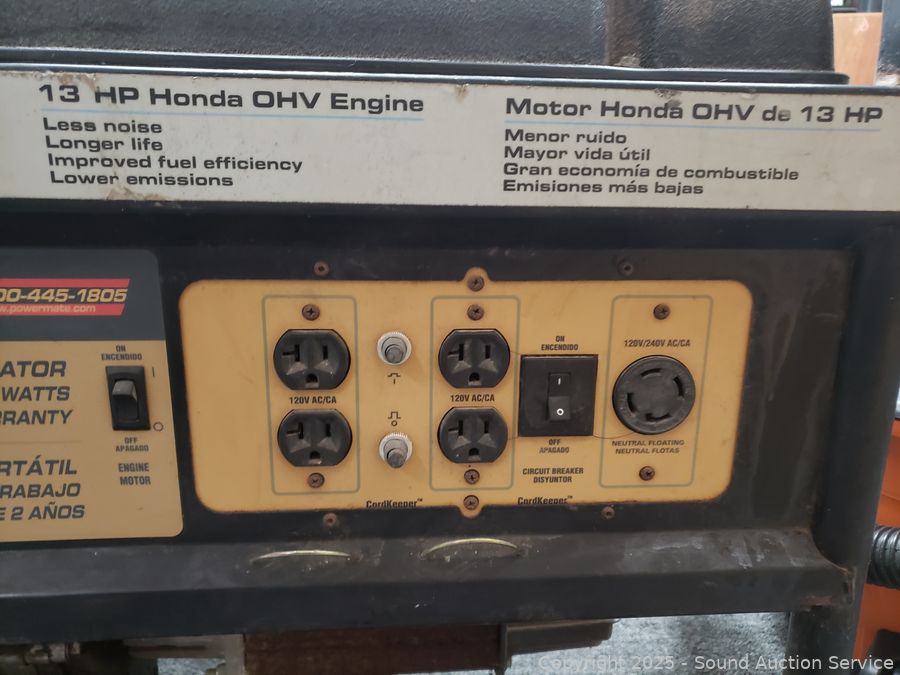 13 HP Honda OHV Engine
Less noise
Longer life
Improved fuel efficiency
Lower emissions
Motor Honda OHV de 13 HP
Menor ruido
Mayor vida útil
Gran economía de combustible
Emisiones más bajas
00-445-1805
w.powermate.com
ATOR
WATTS
RRANTY
RTÁTIL
RABAJO
E 2 AÑOS
ON
ENCENDIDO
I
O
OFF
APAGADO
ENGINE
MOTOR
120V AC/CA
120V AC/CA
ON
ENCENDIDO
I
O
OFF
APAGADO
CIRCUIT BREAKER
DISYUNTOR
120V/240V AC/CA
NEUTRAL FLOATING
NEUTRAL FLOTAS
CordKeeper™
CordKeeper™
Copyright 2025 - Sound Auction Service